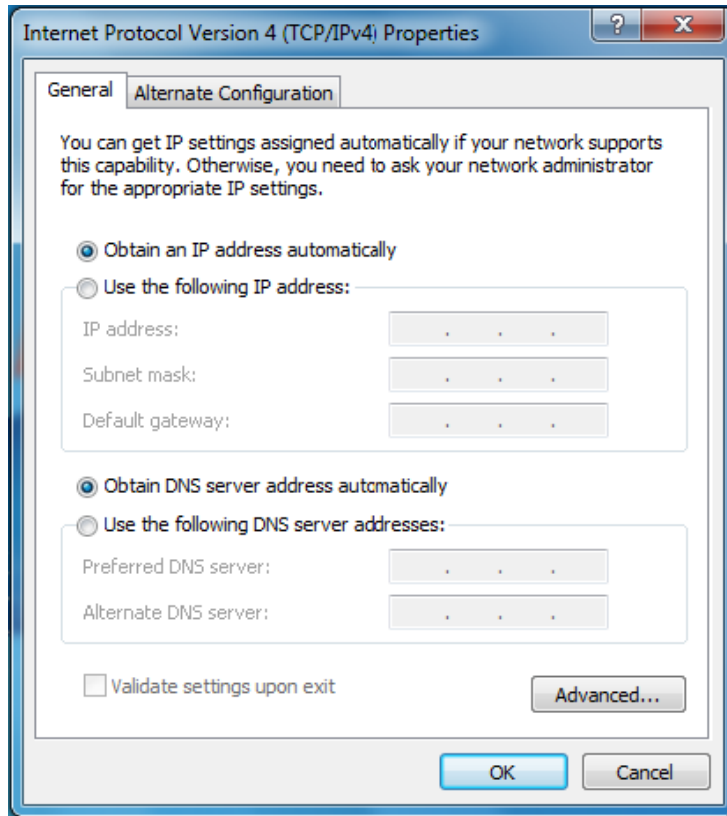 Internet Protocol Version 4 (TCP/IPv4) Properties
?
X
General
Alternate Configuration
You can get IP settings assigned automatically if your network supports
this capability. Otherwise, you need to ask your network administrator
for the appropriate IP settings.
Obtain an IP address automatically
Use the following IP address:
IP address: . . .
Subnet mask: . . .
Default gateway: . . .
Obtain DNS server address automatically
Use the following DNS server addresses:
Preferred DNS server: . . .
Alternate DNS server: . . .
Validate settings upon exit
Advanced...
OK
Cancel